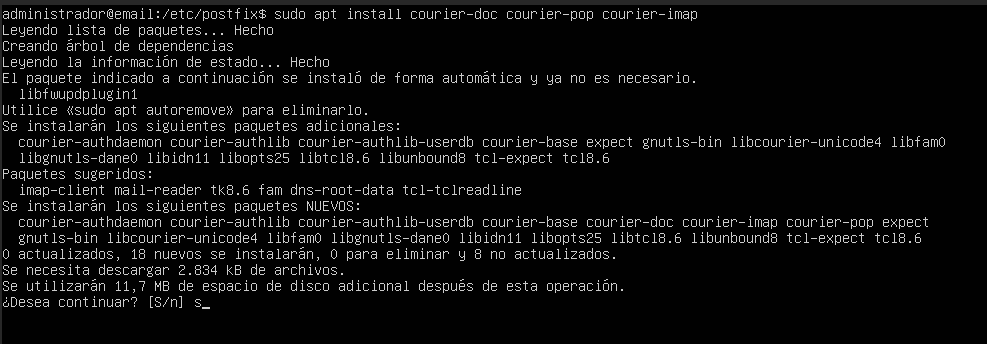 administrador@email:/etc/postfix$ sudo apt install courier-doc courier-pop courier-imap
Leyendo lista de paquetes... Hecho
Creando árbol de dependencias
Leyendo la información de estado... Hecho
El paquete indicado a continuación se instaló de forma automática y ya no es necesario.
  libfwupdplugin1
Utilice «sudo apt autoremove» para eliminarlo.
Se instalarán los siguientes paquetes adicionales:
  courier-authdaemon courier-authlib courier-authlib-userdb courier-base expect gnutls-bin libcourier-unicode4 libfam0
  libgnutls-dane0 libidn11 libopts25 libtcl8.6 libunbound8 tcl-expect tcl8.6
Paquetes sugeridos:
  imap-client mail-reader tk8.6 fam dns-root-data tcl-tclreadline
Se instalarán los siguientes paquetes NUEVOS:
  courier-authdaemon courier-authlib courier-authlib-userdb courier-base courier-doc courier-imap courier-pop expect
  gnutls-bin libcourier-unicode4 libfam0 libgnutls-dane0 libidn11 libopts25 libtcl8.6 libunbound8 tcl-expect tcl8.6
0 actualizados, 18 nuevos se instalarán, 0 para eliminar y 8 no actualizados.
Se necesita descargar 2.834 kB de archivos.
Se utilizarán 11,7 MB de espacio de disco adicional después de esta operación.
¿Desea continuar? [S/n] s_